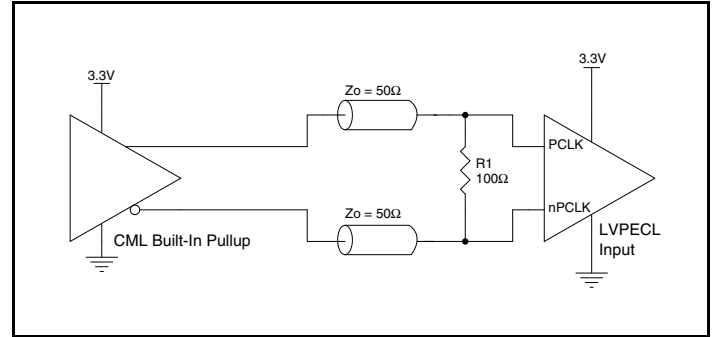 3.3V
3.3V
Zo = 50Ω
PCLK
R1
100Ω
Zo = 50Ω
nPCLK
CML Built-In Pullup
LVPECL
Input